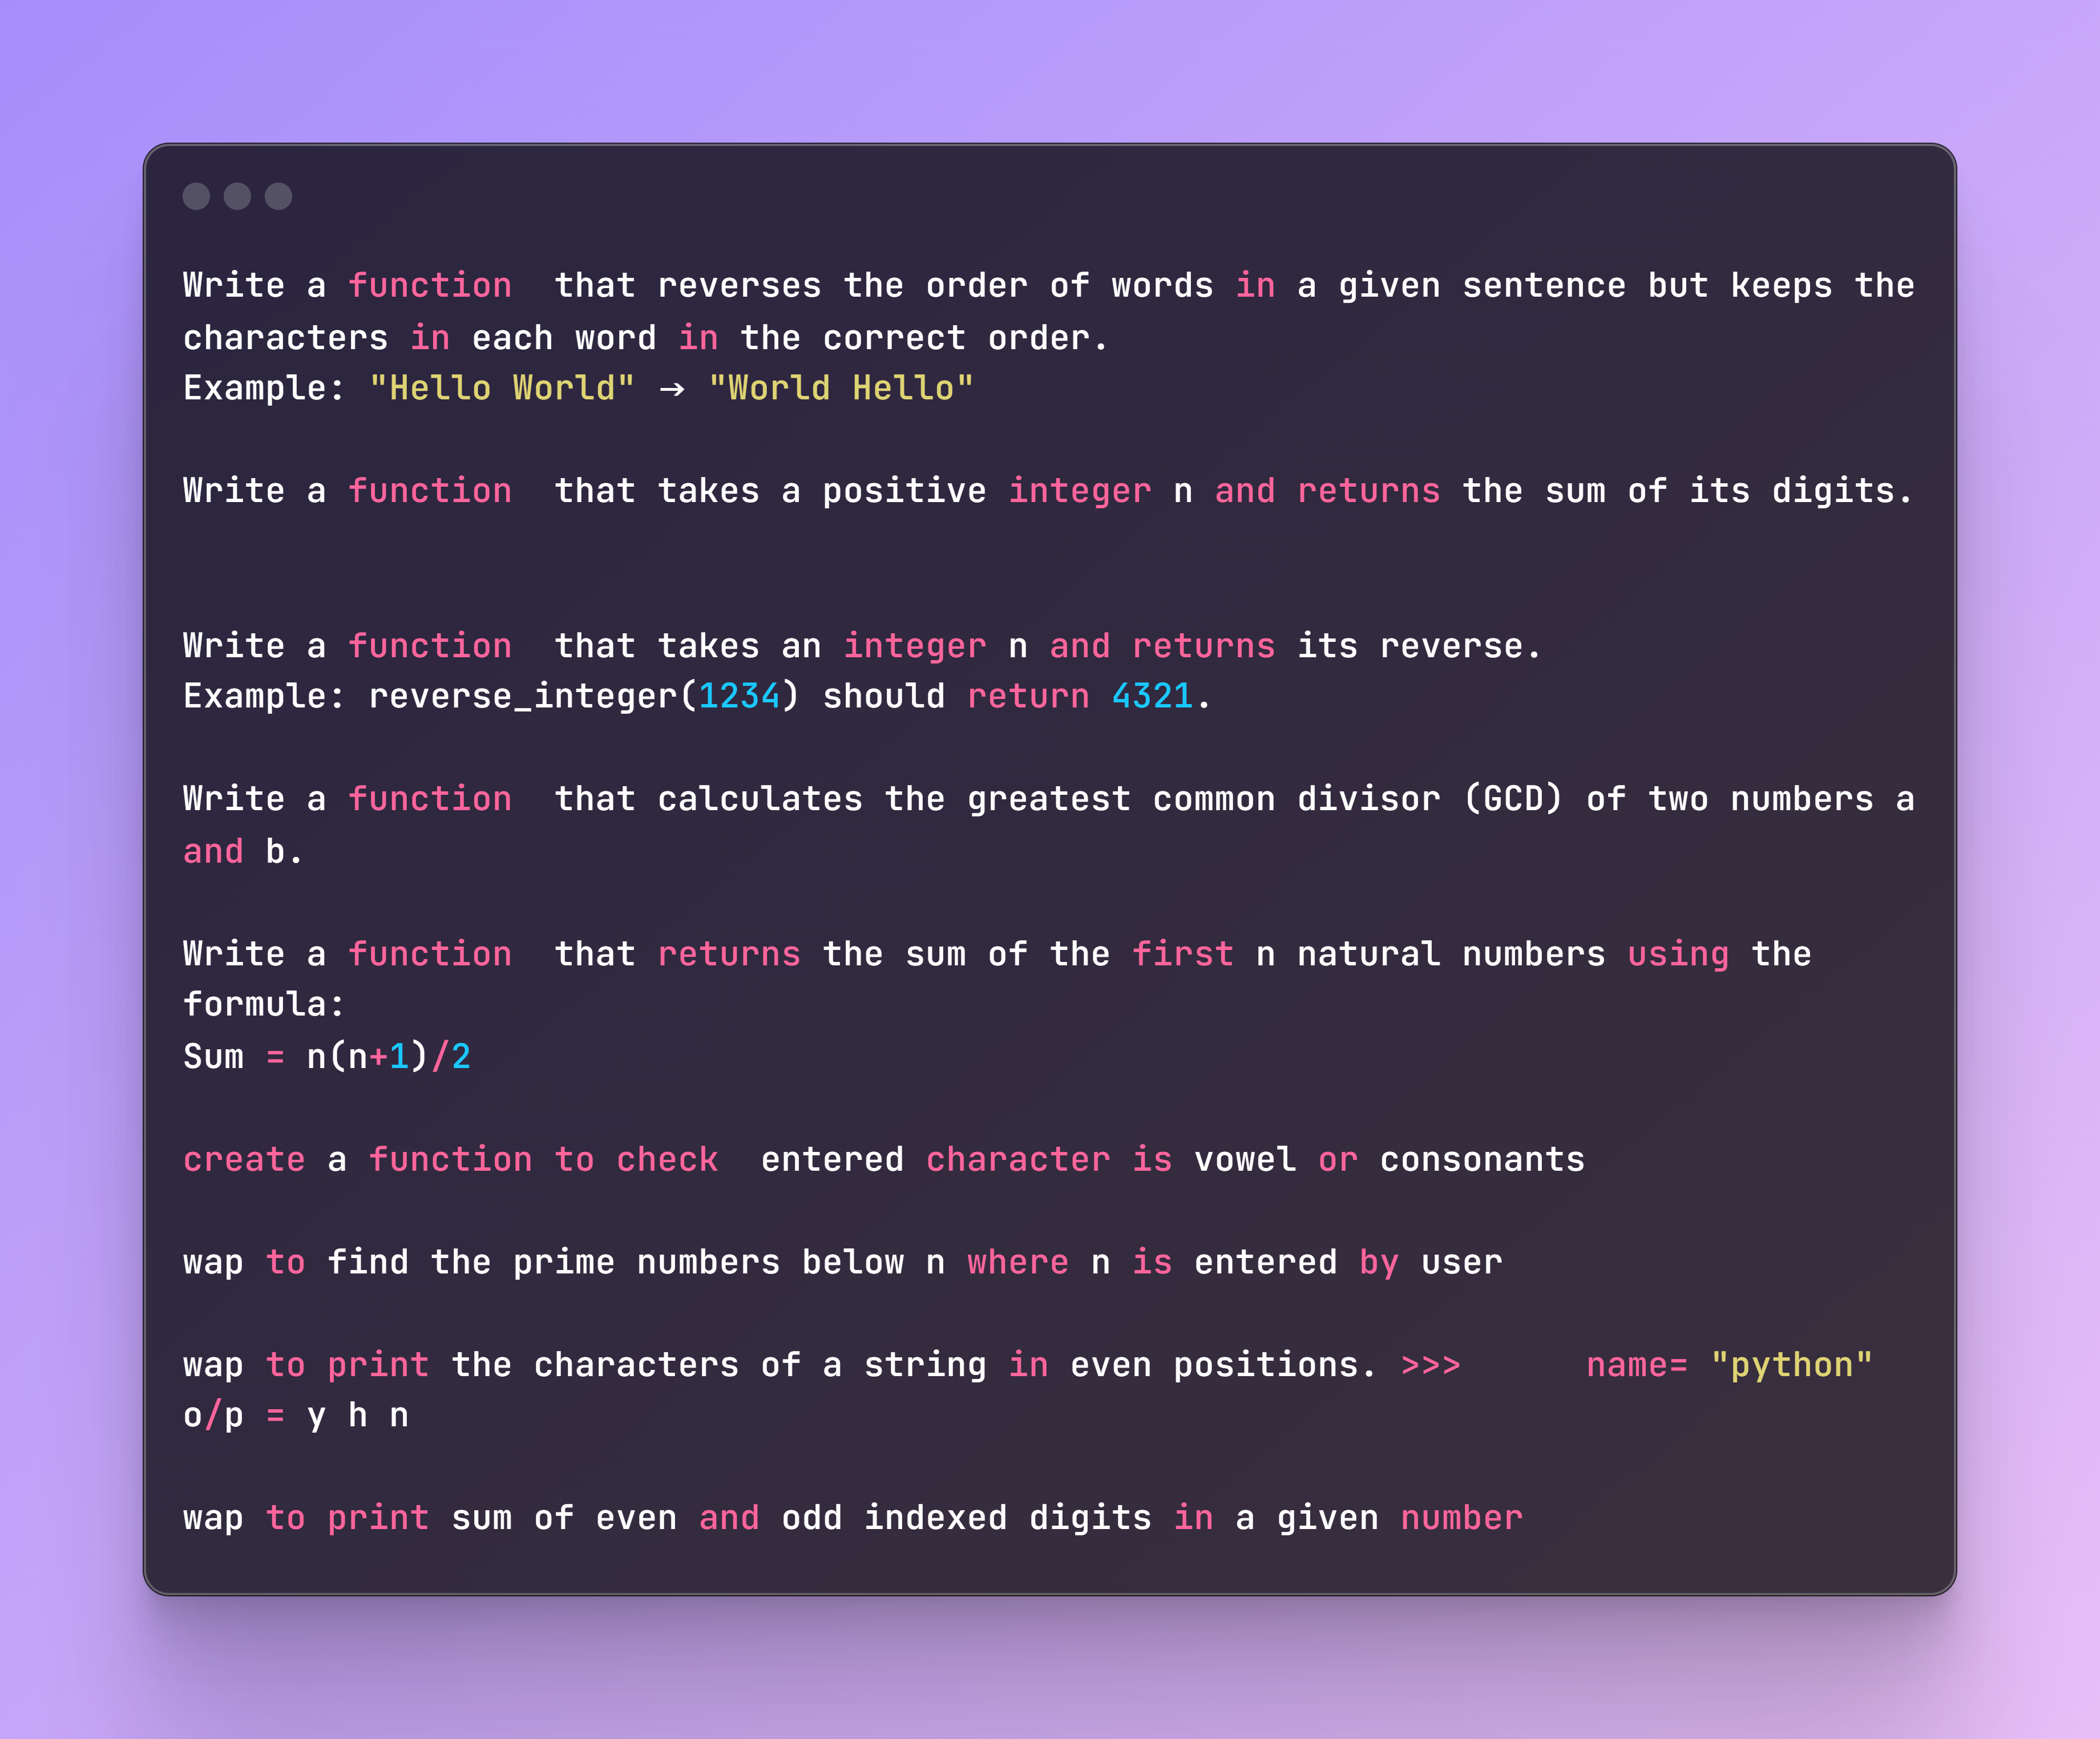 Write a function  that reverses the order of words in a given sentence but keeps the
characters in each word in the correct order.
Example: "Hello World" → "World Hello"
Write a function  that takes a positive integer n and returns the sum of its digits.
Write a function  that takes an integer n and returns its reverse.
Example: reverse_integer(1234) should return 4321.
Write a function  that calculates the greatest common divisor (GCD) of two numbers a
and b.
Write a function  that returns the sum of the first n natural numbers using the
formula:
Sum = n(n+1)/2
create a function to check  entered character is vowel or consonants
wap to find the prime numbers below n where n is entered by user
wap to print the characters of a string in even positions. >>>      name= "python"
o/p = y h n
wap to print sum of even and odd indexed digits in a given number